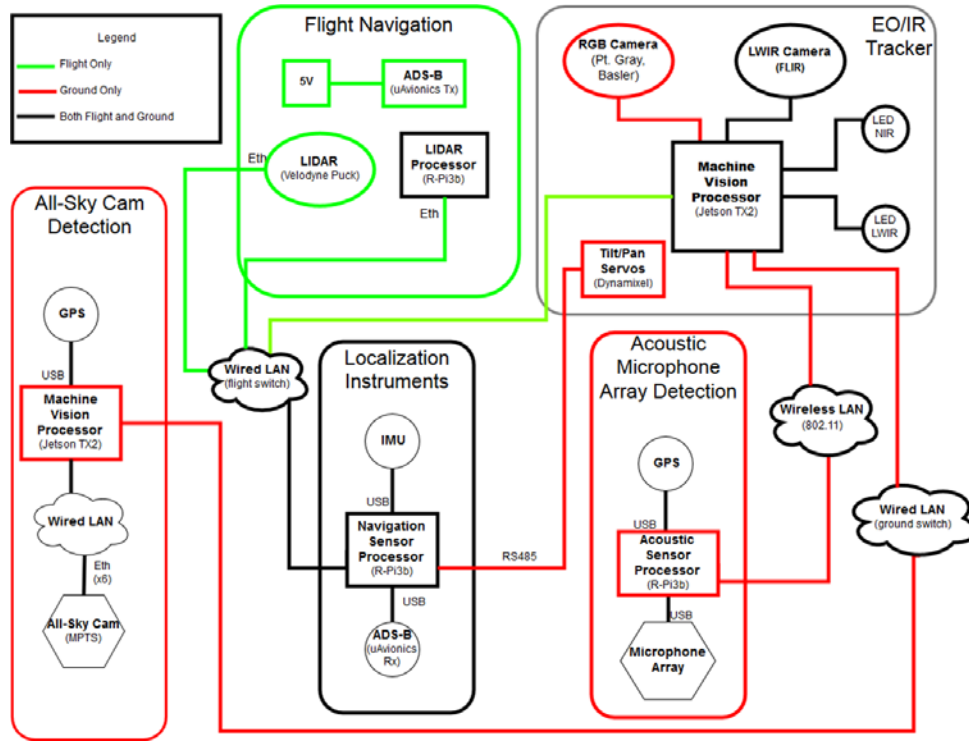 Legend
Flight Only
Ground Only
Both Flight and Ground
Flight Navigation
5V
ADS-B
(uAvionics Tx)
Eth
LIDAR
(Velodyne Puck)
LIDAR
Processor
(R-Pi3b)
Eth
EO/IR
Tracker
RGB Camera
(Pt. Gray,
Basler)
LWIR Camera
(FLIR)
LED
NIR
Machine
Vision
Processor
(Jetson TX2)
LED
LWIR
Tilt/Pan
Servos
(Dynamixel)
All-Sky Cam
Detection
GPS
USB
Machine
Vision
Processor
(Jetson TX2)
Wired LAN
Eth
(x6)
All-Sky Cam
(MPTS)
Wired LAN
(flight switch)
Localization
Instruments
IMU
USB
Navigation
Sensor
Processor
(R-Pi3b)
RS485
USB
ADS-B
(uAvionics
Rx)
Acoustic
Microphone
Array Detection
GPS
USB
Acoustic
Sensor
Processor
(R-Pi3b)
USB
Microphone
Array
Wireless LAN
(802.11)
Wired LAN
(ground switch)